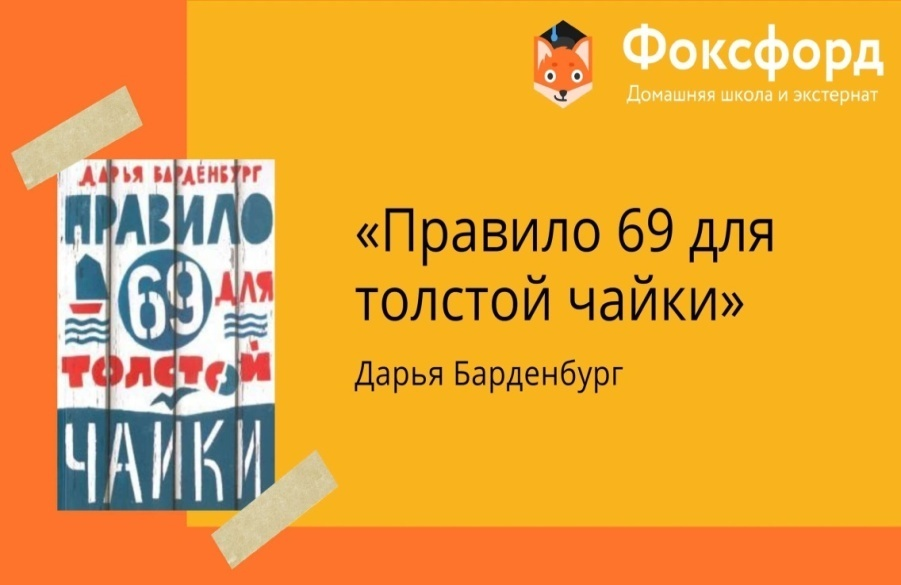 Фоксфорд
Домашняя школа и экстернат
ДАРЬЯ БАРДЕНБУРГ
ПРАВИЛО
69 ДЛЯ
ТОЛСТОЙ
ЧАЙКИ
«Правило 69 для
толстой чайки»
Дарья Барденбург